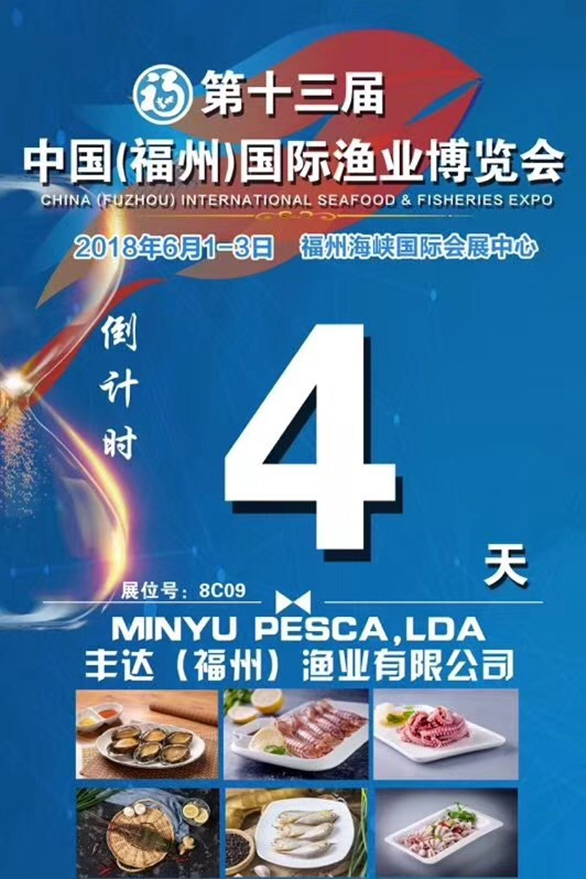 福
第十三届
中国(福州)国际渔业博览会
CHINA (FUZHOU) INTERNATIONAL SEAFOOD & FISHERIES EXPO
2018年6月1-3日 福州海峡国际会展中心
倒计时
4
天
展位号：8C09
MINYU PESCA,LDA
丰达（福州）渔业有限公司